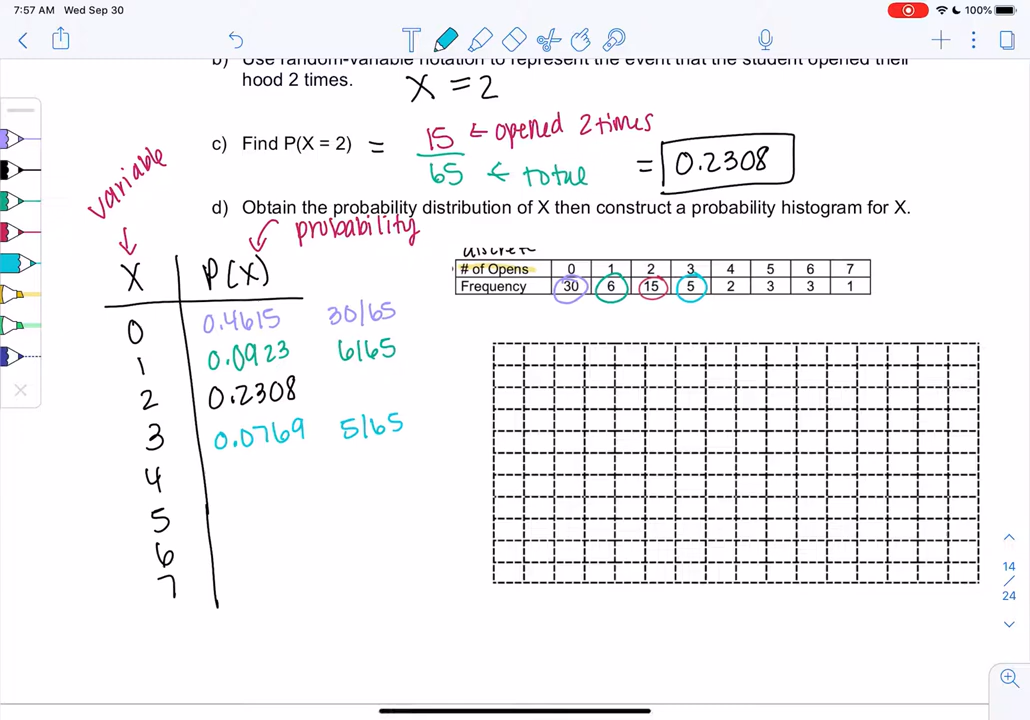 7:57 AM Wed Sep 30
100%
T
b) Use random-variable notation to represent the event that the student opened their
hood 2 times. X = 2
c) Find P(X = 2) = 15 ← opened 2 times
65 ← total
= 0.2308
variable
d) Obtain the probability distribution of X then construct a probability histogram for X.
probability
discrete
X P(X)
# of Opens 0 1 2 3 4 5 6 7
Frequency 30 6 15 5 2 3 3 1
0 0.4615 30/65
1 0.0923 6/65
2 0.2308
3 0.0769 5/65
4
5
6
7
14
/
24